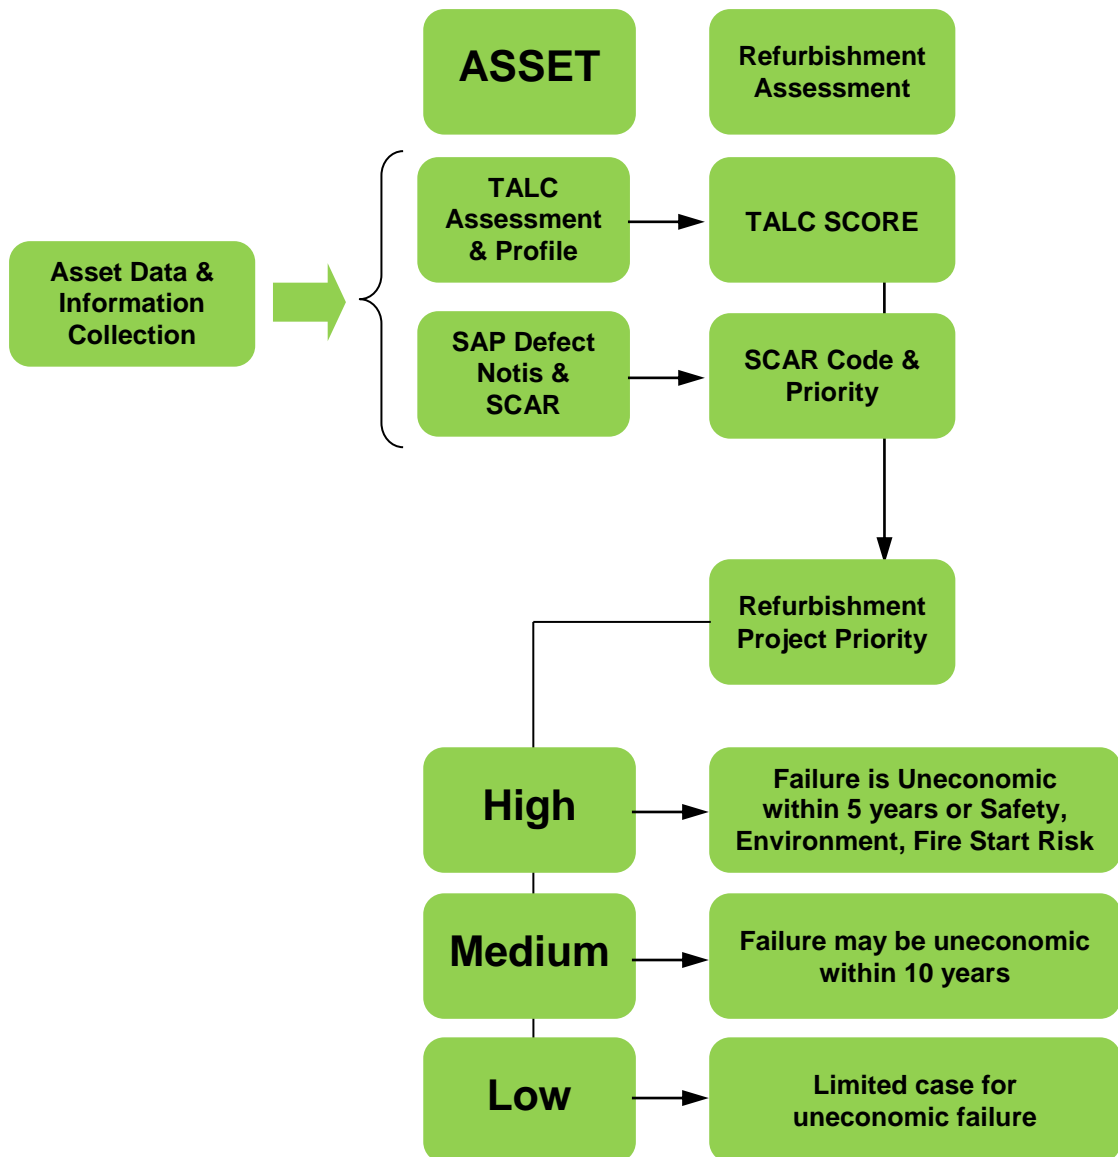 ASSET
Refurbishment
Assessment
TALC
Assessment
& Profile
TALC SCORE
Asset Data &
Information
Collection
SAP Defect
Notis &
SCAR
SCAR Code &
Priority
Refurbishment
Project Priority
High
Failure is Uneconomic
within 5 years or Safety,
Environment, Fire Start Risk
Medium
Failure may be uneconomic
within 10 years
Low
Limited case for
uneconomic failure